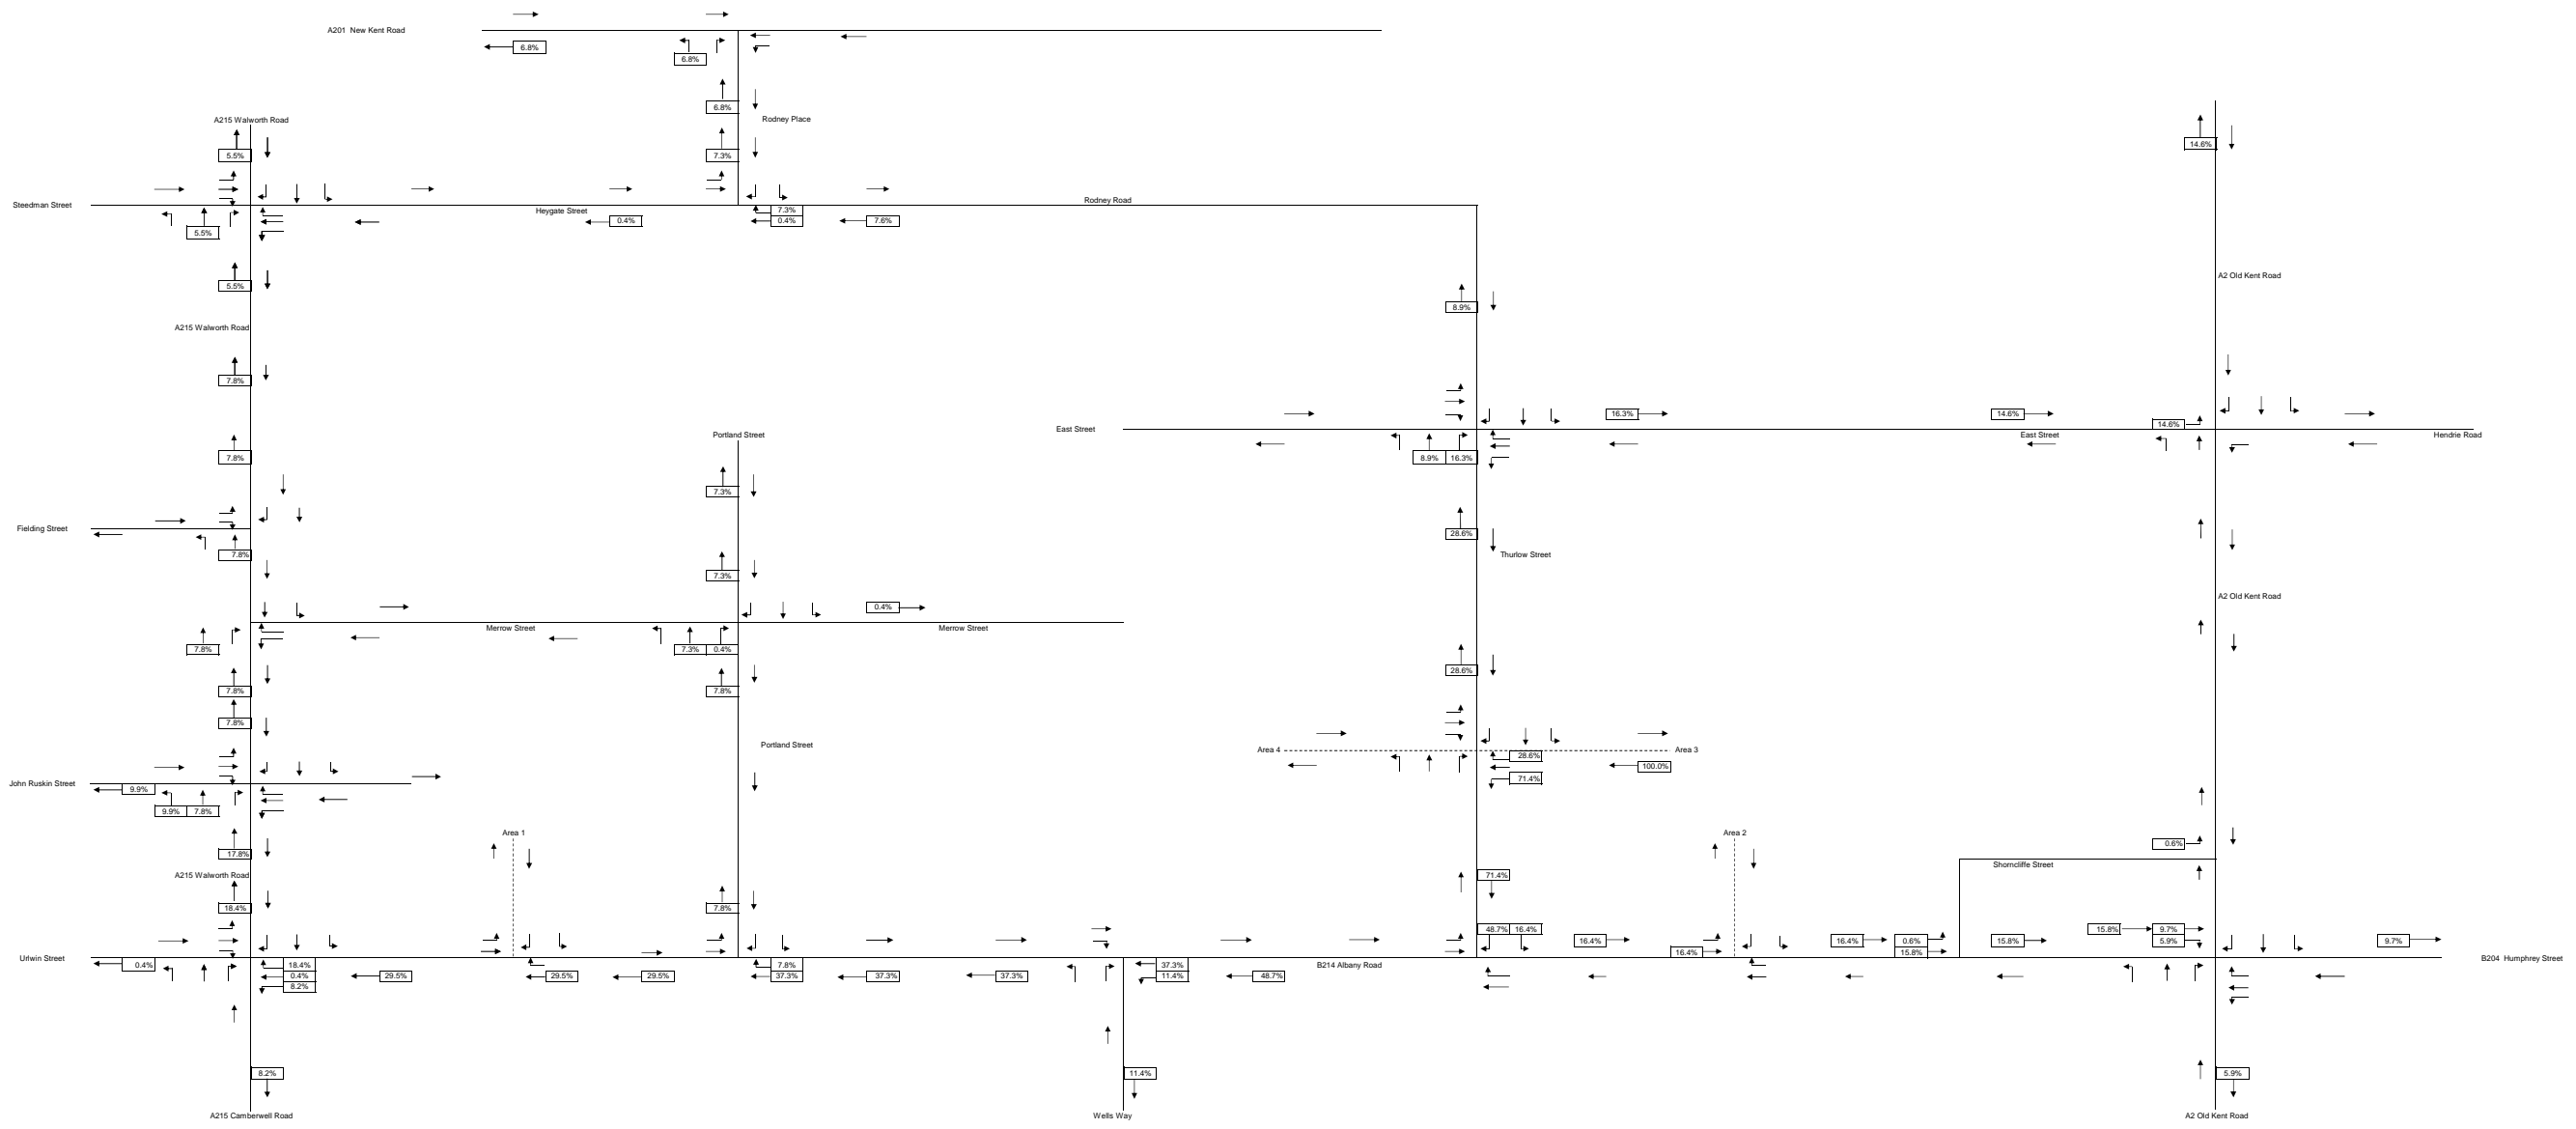 A201 New Kent Road
6.8%
6.8%
6.8%
A215 Walworth Road
Rodney Place
14.6%
5.5%
7.3%
Steedman Street
Heygate Street
Rodney Road
7.3%
0.4%
0.4%
7.6%
5.5%
A2 Old Kent Road
5.5%
8.9%
A215 Walworth Road
7.8%
16.3%
14.6%
14.6%
East Street
East Street
Hendrie Road
Portland Street
7.8%
8.9%
16.3%
7.3%
Fielding Street
28.6%
7.8%
Thurlow Street
7.3%
A2 Old Kent Road
0.4%
Merrow Street
Merrow Street
7.8%
7.3%
0.4%
28.6%
7.8%
7.8%
7.8%
Portland Street
Area 4
Area 3
28.6%
100.0%
71.4%
John Ruskin Street
9.9%
9.9%
7.8%
Area 1
Area 2
0.6%
17.8%
Shorncliffe Street
A215 Walworth Road
71.4%
18.4%
7.8%
48.7%
16.4%
15.8%
9.7%
16.4%
16.4%
0.6%
15.8%
5.9%
9.7%
16.4%
15.8%
Urlwin Street
B214 Albany Road
B204 Humphrey Street
0.4%
18.4%
7.8%
37.3%
0.4%
29.5%
29.5%
29.5%
37.3%
37.3%
37.3%
11.4%
48.7%
8.2%
8.2%
11.4%
5.9%
A215 Camberwell Road
Wells Way
A2 Old Kent Road